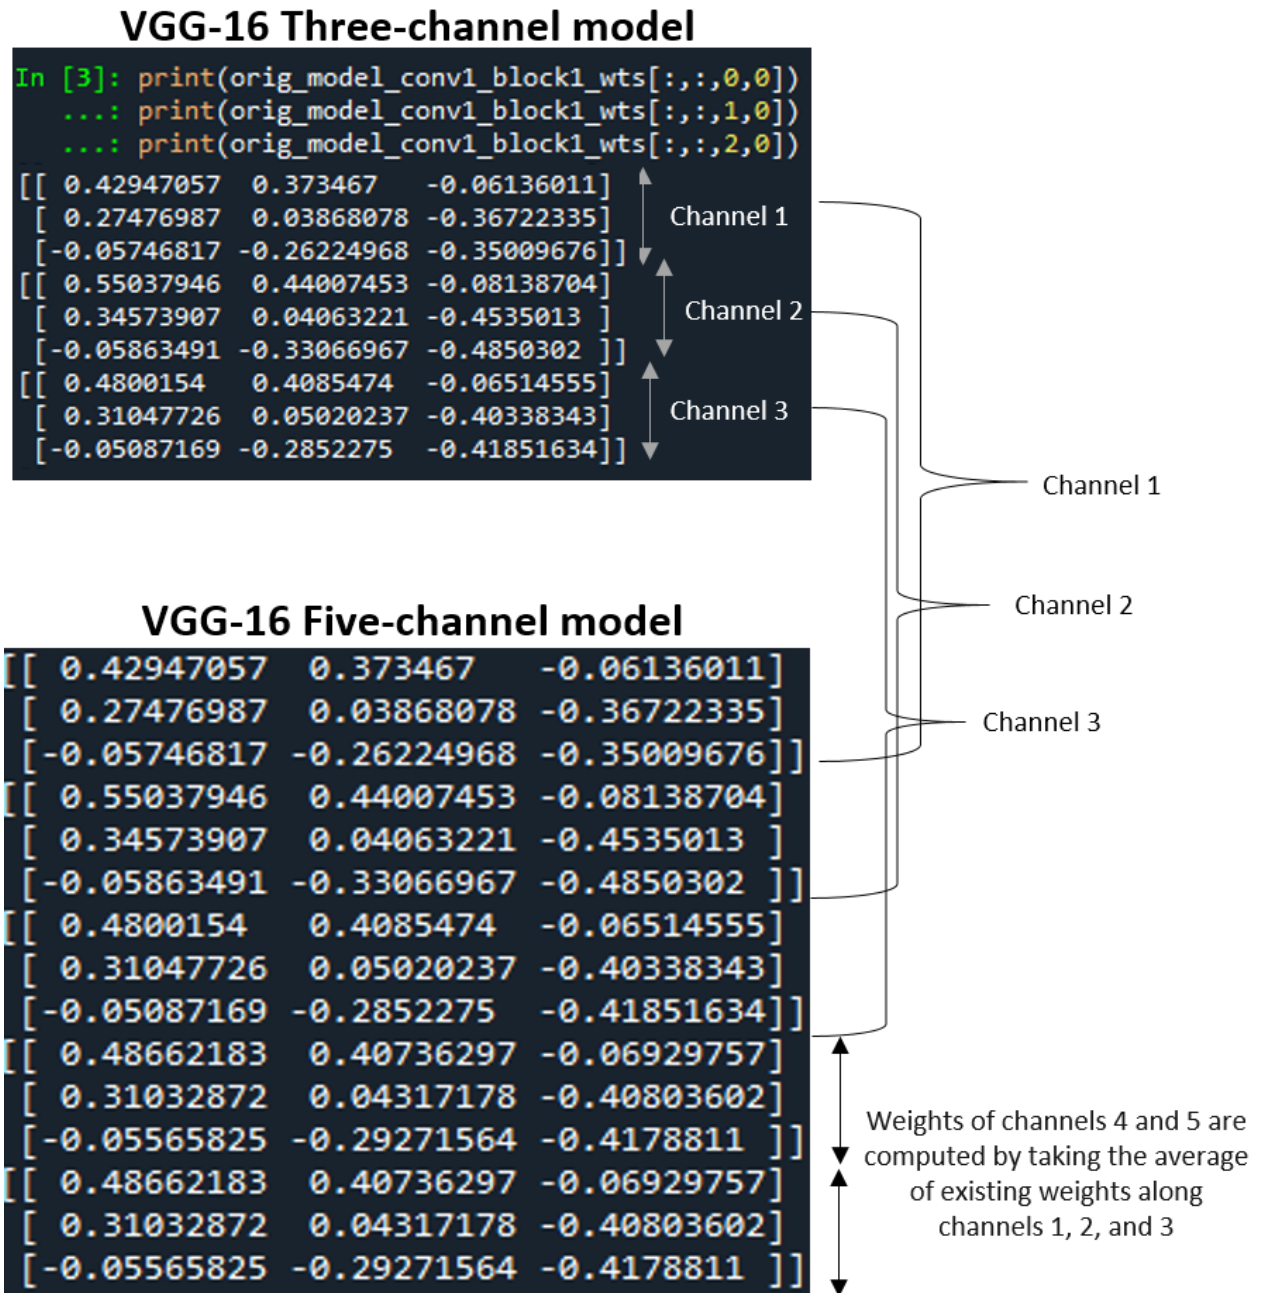 VGG-16 Three-channel model
In [3]: print(orig_model_conv1_block1_wts[:,:,0,0])
...: print(orig_model_conv1_block1_wts[:,:,1,0])
...: print(orig_model_conv1_block1_wts[:,:,2,0])
[[ 0.42947057 0.373467 -0.06136011]
[ 0.27476987 0.03868078 -0.36722335]
[-0.05746817 -0.26224968 -0.35009676]]
Channel 1
[[ 0.55037946 0.44007453 -0.08138704]
[ 0.34573907 0.04063221 -0.4535013 ]
[-0.05863491 -0.33066967 -0.4850302 ]]
Channel 2
[[ 0.4800154 0.4085474 -0.06514555]
[ 0.31047726 0.05020237 -0.40338343]
[-0.05087169 -0.2852275 -0.41851634]]
Channel 3
Channel 1
Channel 2
Channel 3
VGG-16 Five-channel model
[[ 0.42947057 0.373467 -0.06136011]
[ 0.27476987 0.03868078 -0.36722335]
[-0.05746817 -0.26224968 -0.35009676]]
[[ 0.55037946 0.44007453 -0.08138704]
[ 0.34573907 0.04063221 -0.4535013 ]
[-0.05863491 -0.33066967 -0.4850302 ]]
[[ 0.4800154 0.4085474 -0.06514555]
[ 0.31047726 0.05020237 -0.40338343]
[-0.05087169 -0.2852275 -0.41851634]]
[[ 0.48662183 0.40736297 -0.06929757]
[ 0.31032872 0.04317178 -0.40803602]
[-0.05565825 -0.29271564 -0.4178811 ]]
[[ 0.48662183 0.40736297 -0.06929757]
[ 0.31032872 0.04317178 -0.40803602]
[-0.05565825 -0.29271564 -0.4178811 ]]
Weights of channels 4 and 5 are
computed by taking the average
of existing weights along
channels 1, 2, and 3